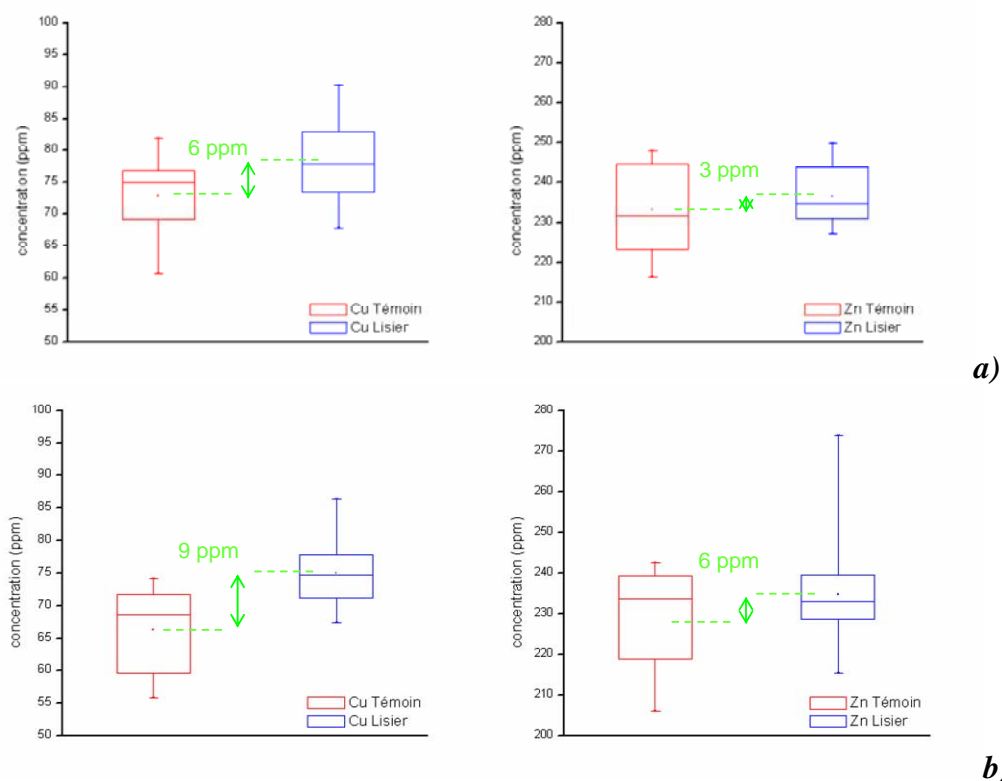 100
95
90
85
80
75
70
65
60
55
50
concentration (ppm)
6 ppm
Cu Témoin
Cu Lisier
280
270
260
250
240
230
220
210
200
concentration (ppm)
3 ppm
Zn Témoin
Zn Lisier
a)
100
95
90
85
80
75
70
65
60
55
50
concentration (ppm)
9 ppm
Cu Témoin
Cu Lisier
280
270
260
250
240
230
220
210
200
concentration (ppm)
6 ppm
Zn Témoin
Zn Lisier
b)